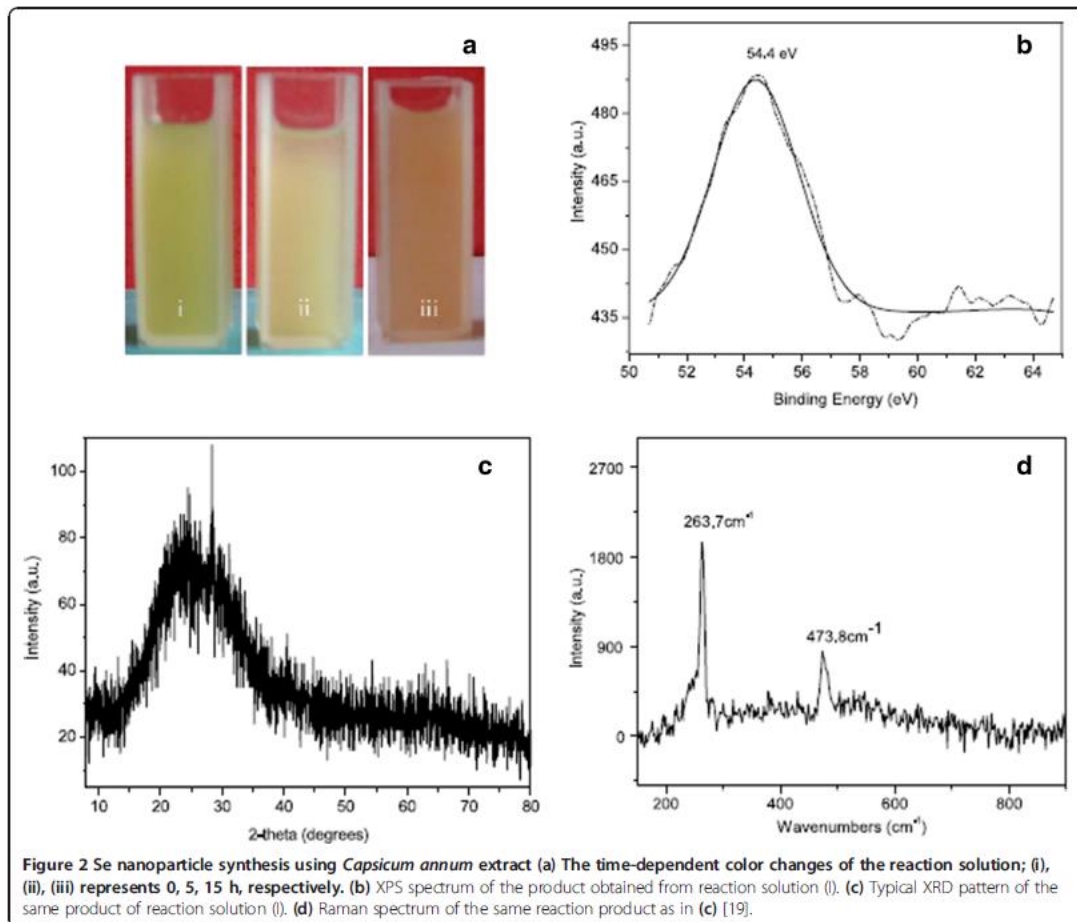 a
i
ii
iii
b
54.4 eV
495
480
465
450
435
Intensity (a.u.)
50 52 54 56 58 60 62 64
Binding Energy (eV)
c
100
80
60
40
20
Intensity (a.u.)
10 20 30 40 50 60 70 80
2-theta (degrees)
d
2700
1800
900
0
263,7cm-1
473,8cm-1
Intensity (a.u.)
200 400 600 800
Wavenumbers (cm-1)
Figure 2 Se nanoparticle synthesis using Capsicum annum extract (a) The time-dependent color changes of the reaction solution; (i),
(ii), (iii) represents 0, 5, 15 h, respectively. (b) XPS spectrum of the product obtained from reaction solution (I). (c) Typical XRD pattern of the
same product of reaction solution (I). (d) Raman spectrum of the same reaction product as in (c) [19].